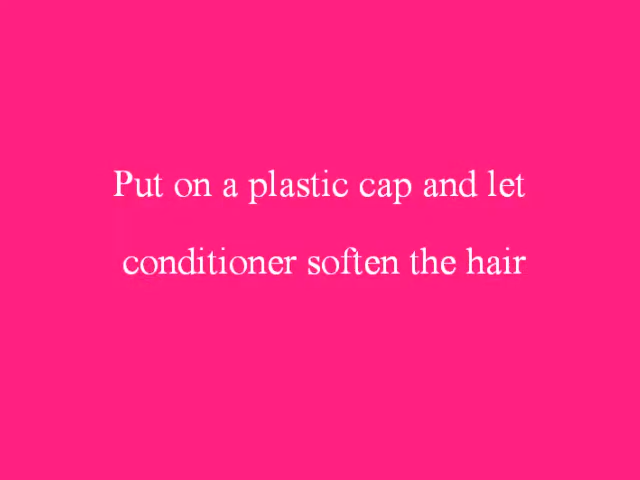 Put on a plastic cap and let
conditioner soften the hair